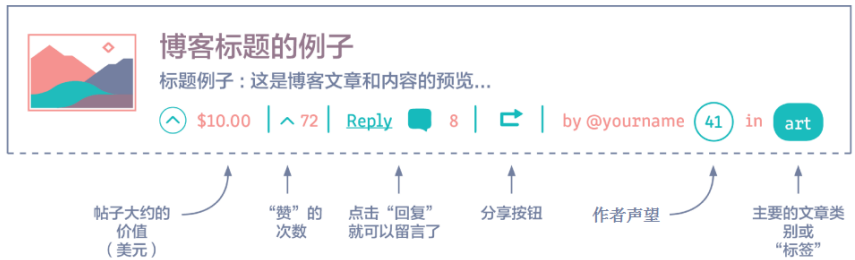 博客标题的例子
标题例子：这是博客文章和内容的预览...
$10.00 72 Reply 8 by @yourname 41 in art
帖子大约的
价值
（美元）
“赞”的
次数
点击“回复”
就可以留言了
分享按钮
作者声望
主要的文章类
别或
“标签”